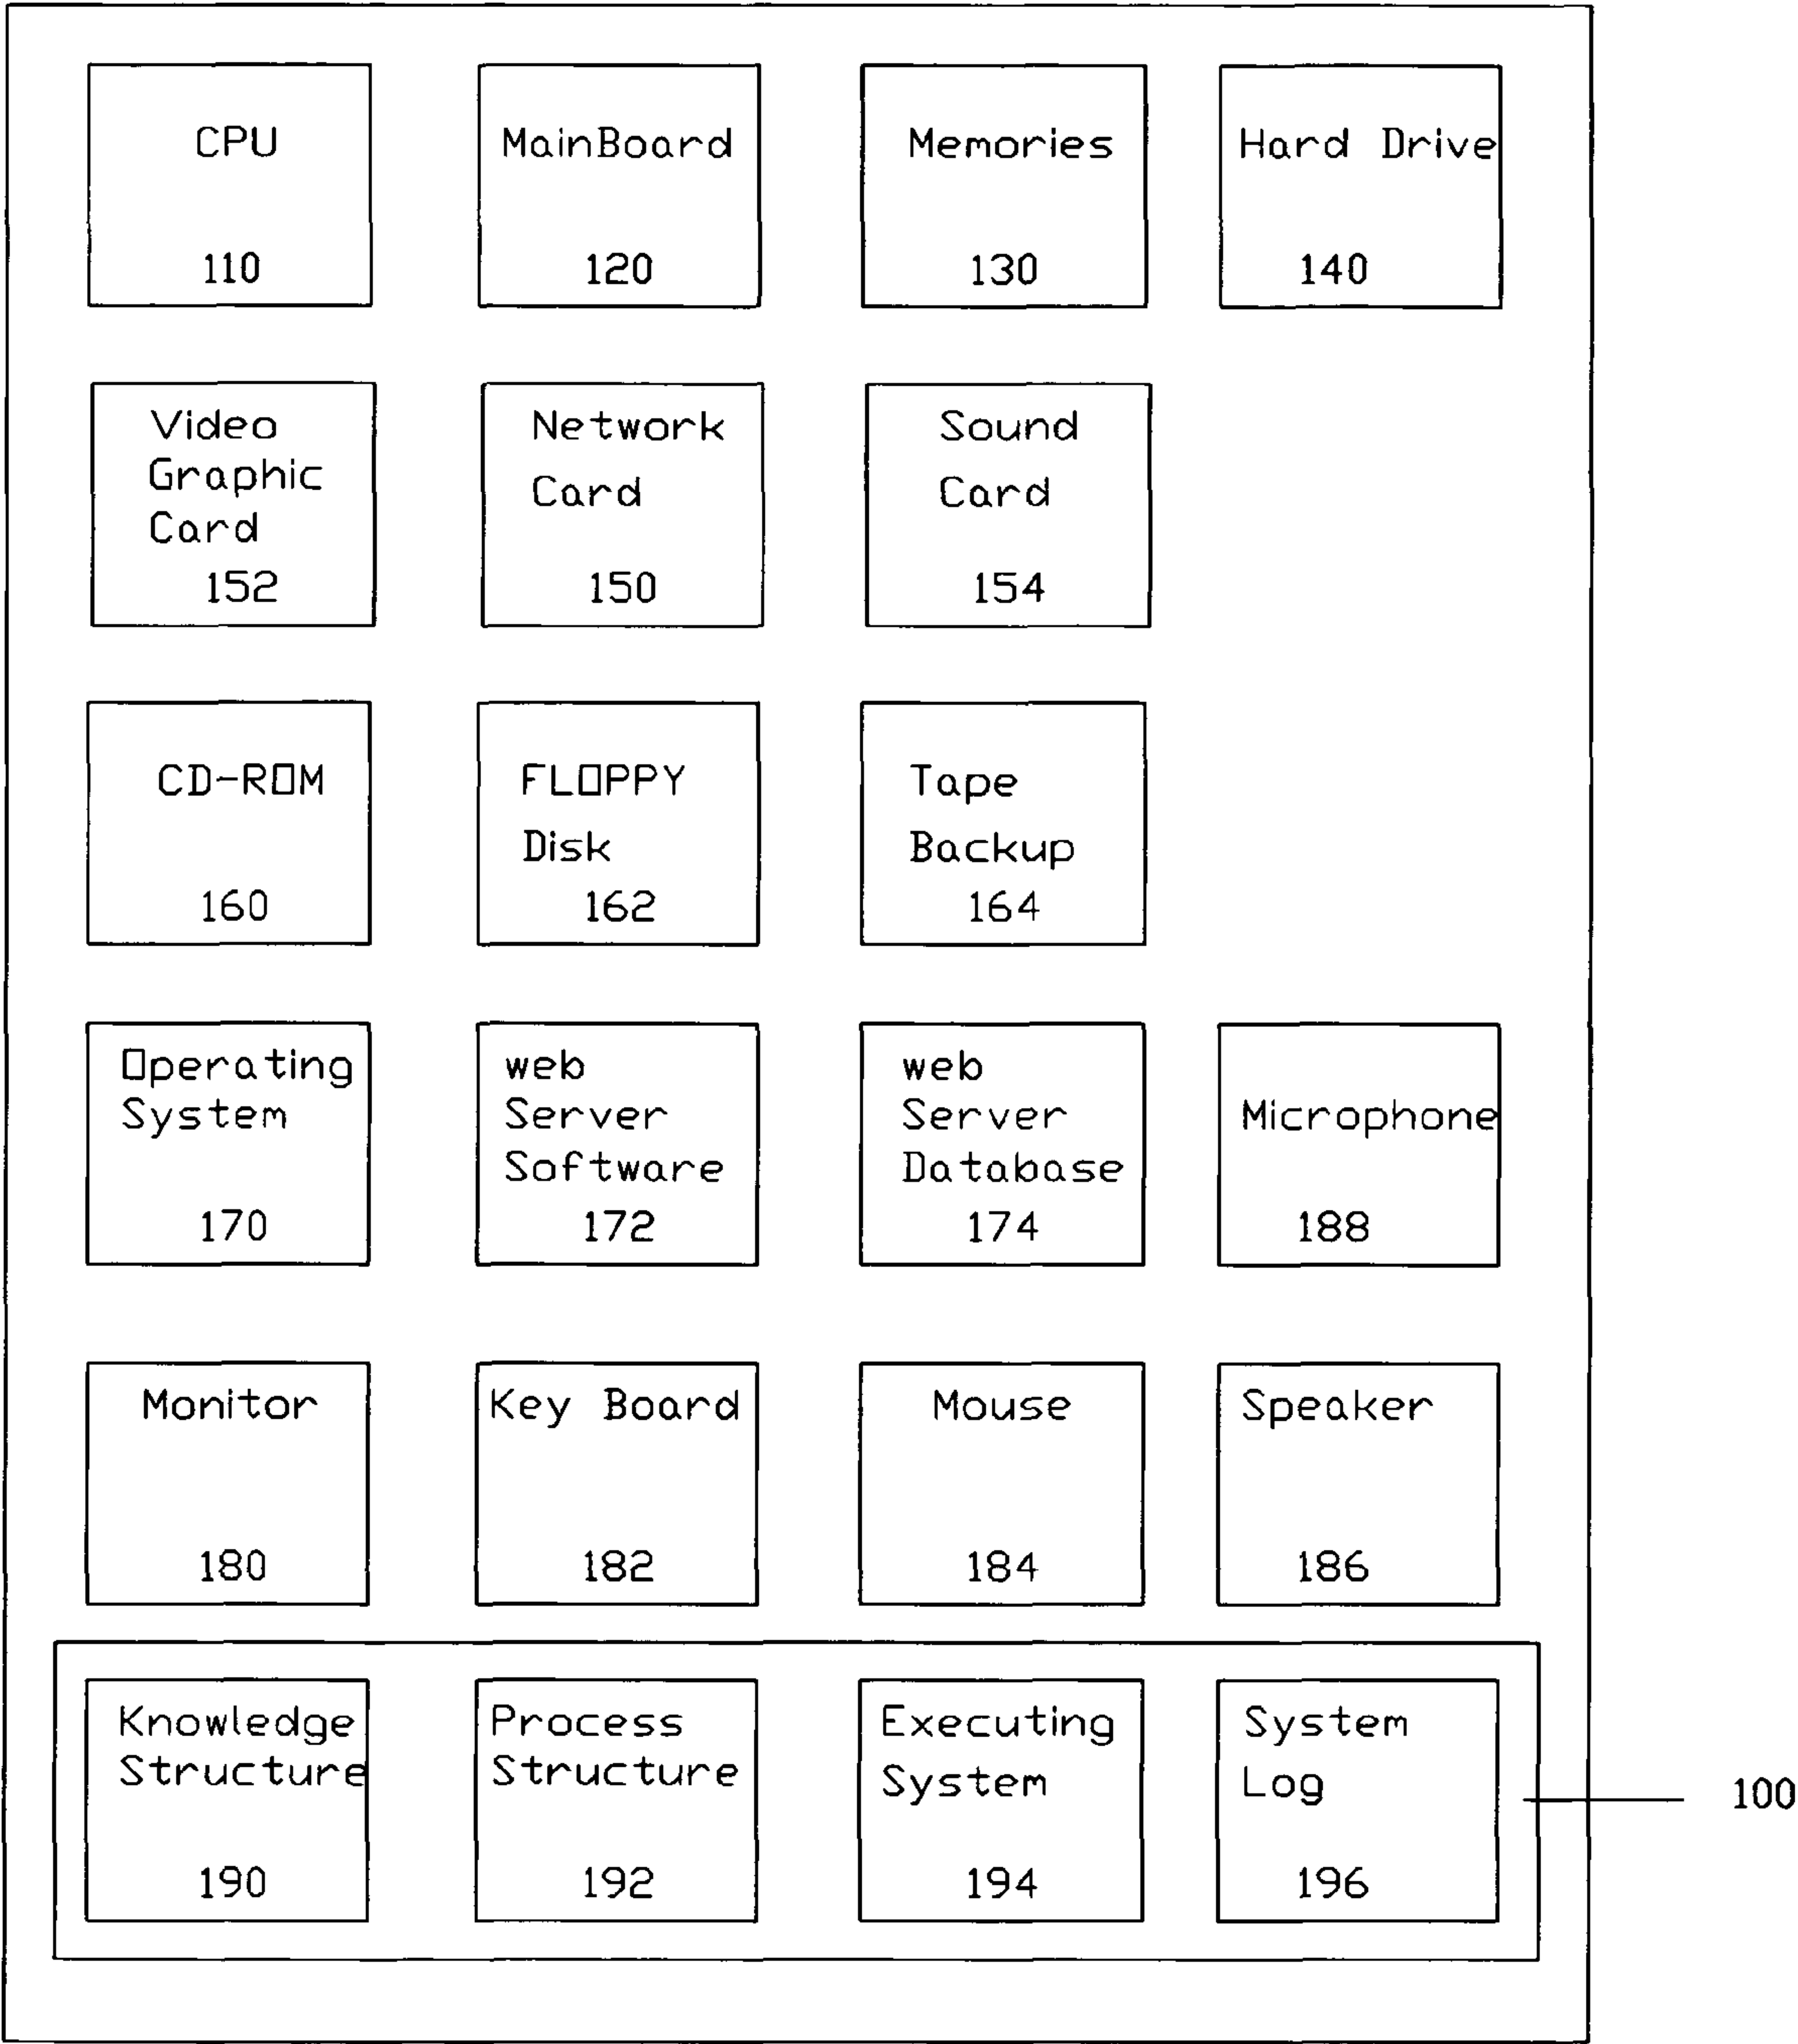 CPU
110
MainBoard
120
Memories
130
Hard Drive
140
Video
Graphic
Card
152
Network
Card
150
Sound
Card
154
CD-ROM
160
FLOPPY
Disk
162
Tape
Backup
164
Operating
System
170
web
Server
Software
172
web
Server
Database
174
Microphone
188
Monitor
180
Key Board
182
Mouse
184
Speaker
186
Knowledge
Structure
190
Process
Structure
192
Executing
System
194
System
Log
196
100